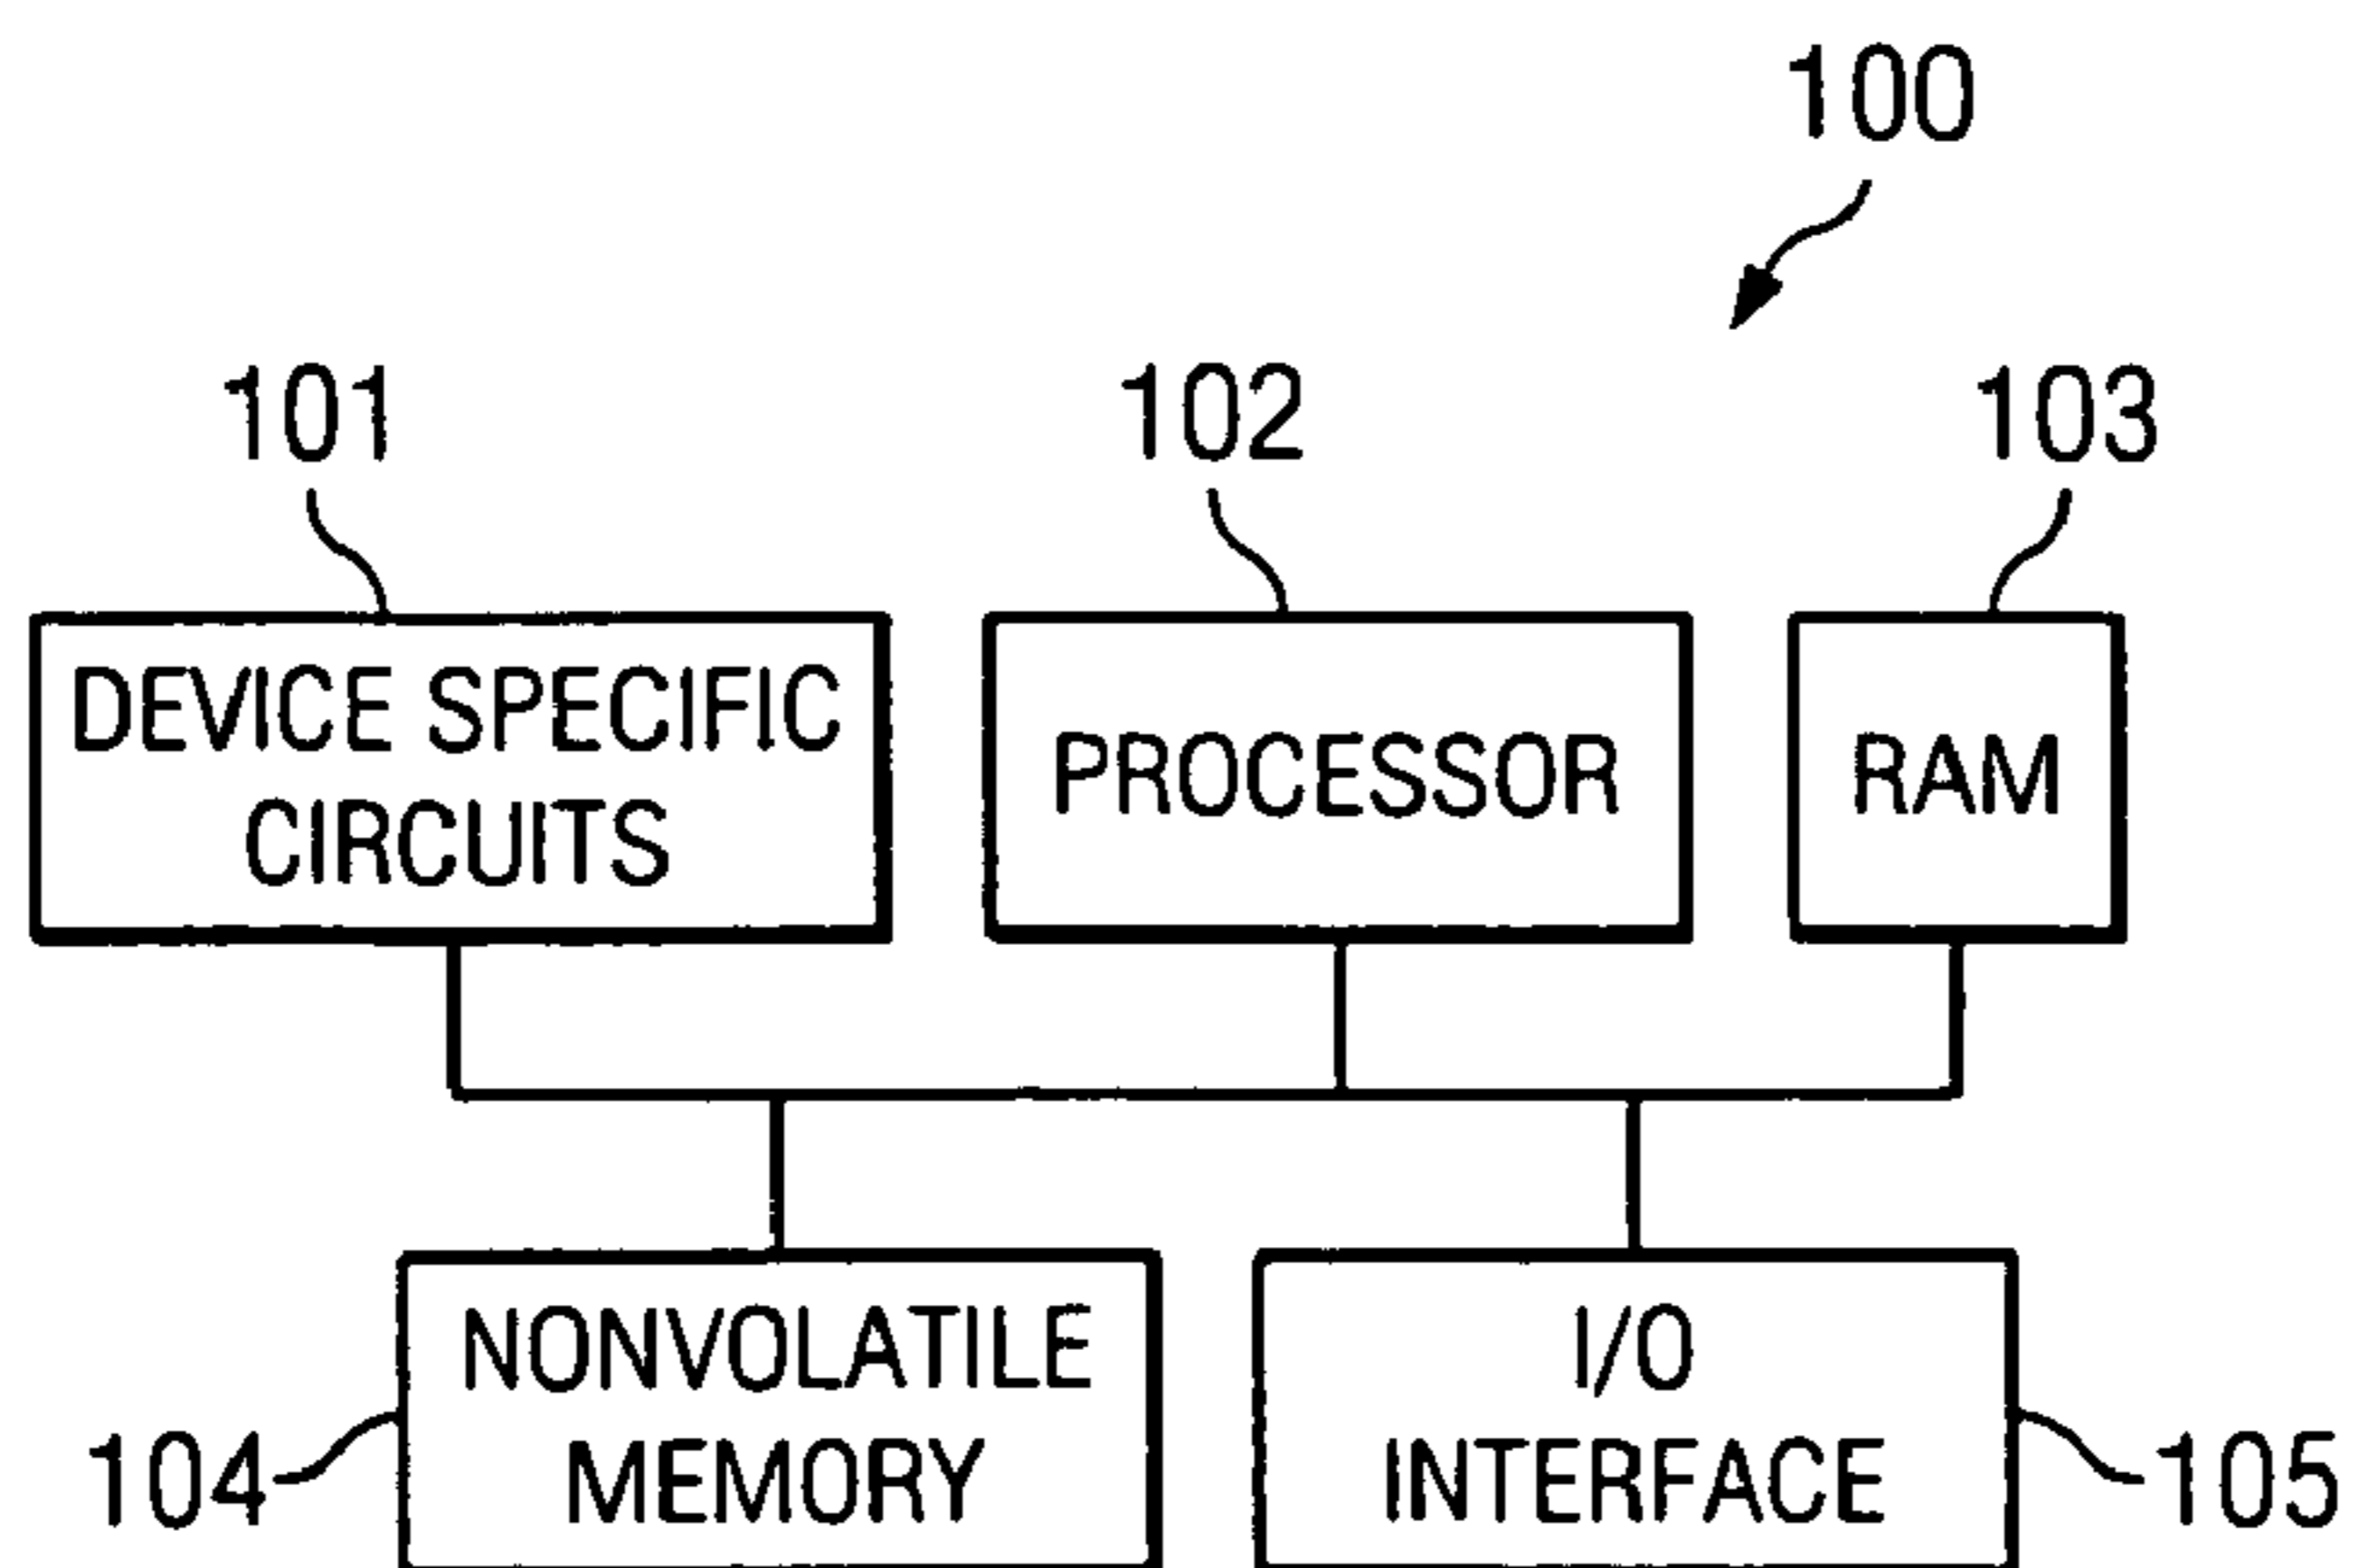 100
101
102
103
DEVICE SPECIFIC
CIRCUITS
PROCESSOR
RAM
NONVOLATILE
MEMORY
I/O
INTERFACE
104
105